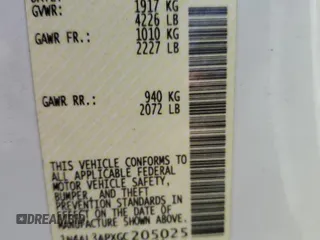 GVWR: 1917 KG
4226 LB
GAWR FR.: 1010 KG
2227 LB
GAWR RR.: 940 KG
2072 LB
THIS VEHICLE CONFORMS TO
ALL APPLICABLE FEDERAL
MOTOR VEHICLE SAFETY,
BUMPER, AND THEFT
PREVENTION STANDARDS
IN EFFECT ON THE DATE OF
MANUFACTURE SHOWN ABOVE.
1N4AL3APXGC205025